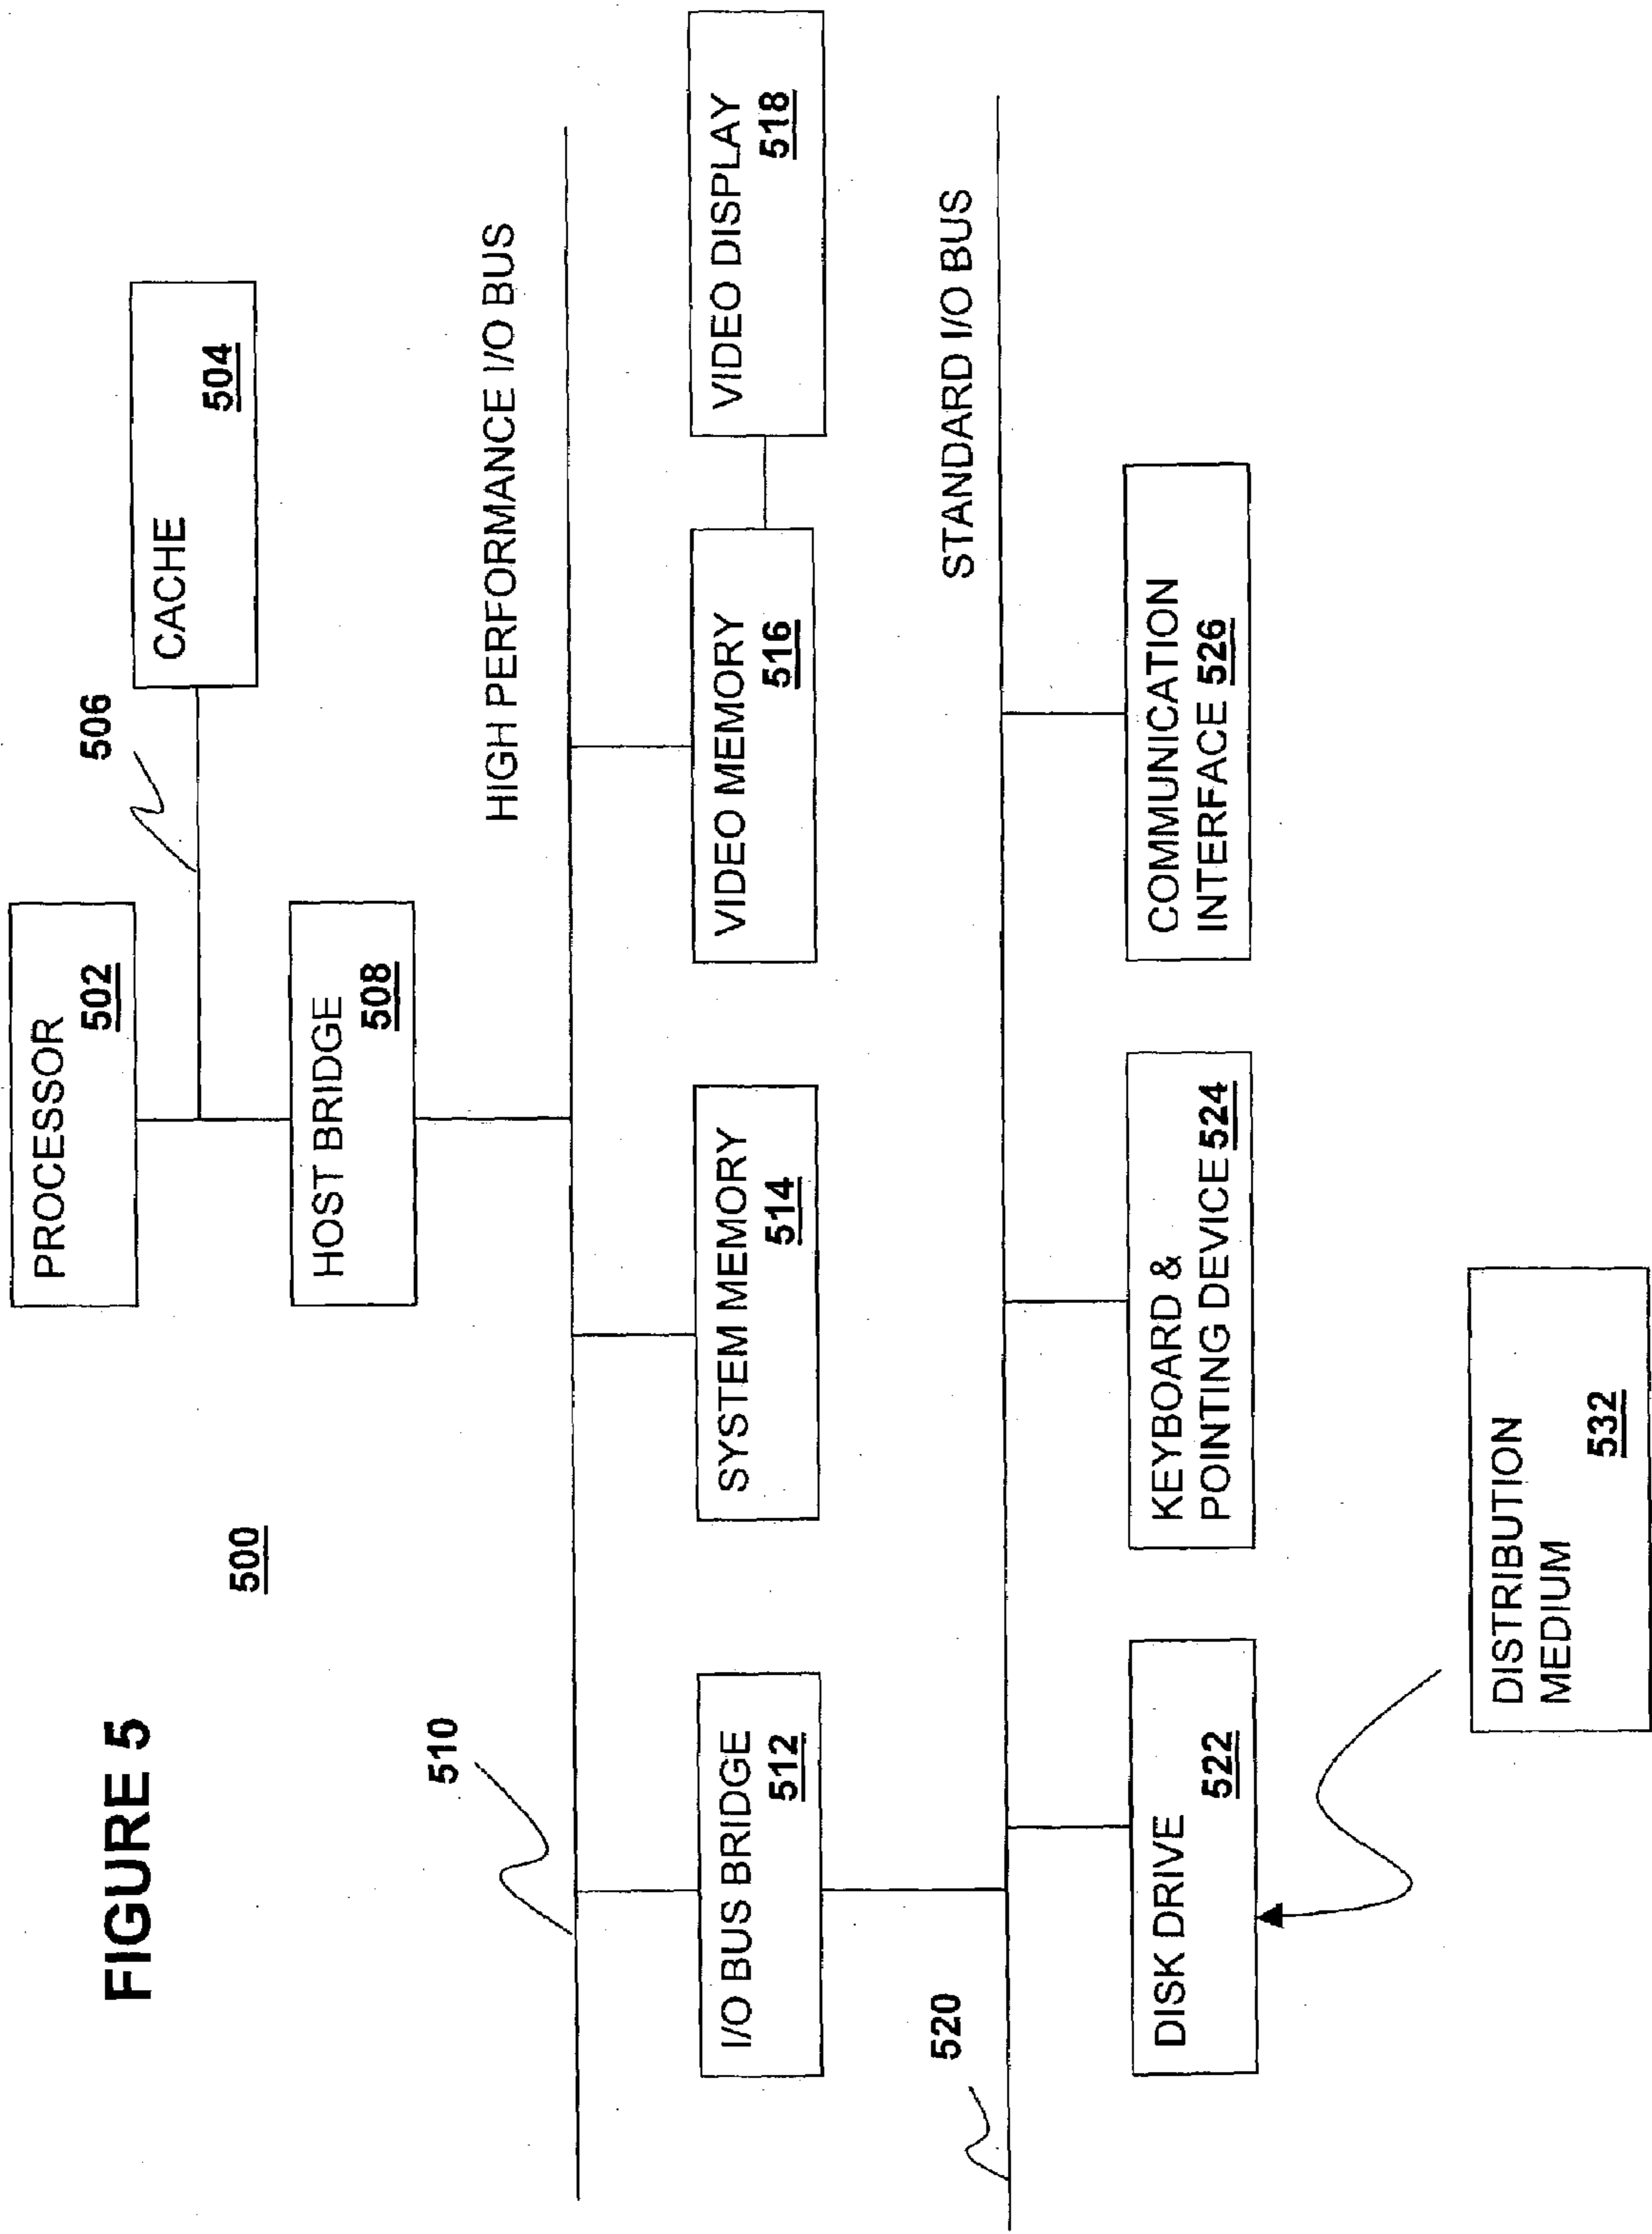 FIGURE 5
500
PROCESSOR
502
506
CACHE
504
HOST BRIDGE
508
510
HIGH PERFORMANCE I/O BUS
I/O BUS BRIDGE
512
SYSTEM MEMORY
514
VIDEO MEMORY
516
VIDEO DISPLAY
518
520
STANDARD I/O BUS
DISK DRIVE
522
KEYBOARD &
POINTING DEVICE 524
COMMUNICATION
INTERFACE 526
DISTRIBUTION
MEDIUM
532